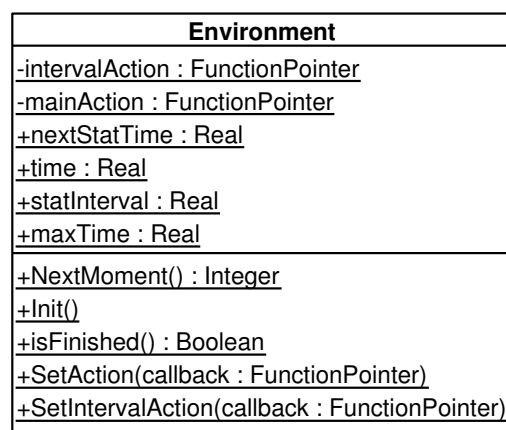 Environment
-intervalAction : FunctionPointer
-mainAction : FunctionPointer
+nextStatTime : Real
+time : Real
+statInterval : Real
+maxTime : Real
+NextMoment() : Integer
+Init()
+isFinished() : Boolean
+SetAction(callback : FunctionPointer)
+SetIntervalAction(callback : FunctionPointer)